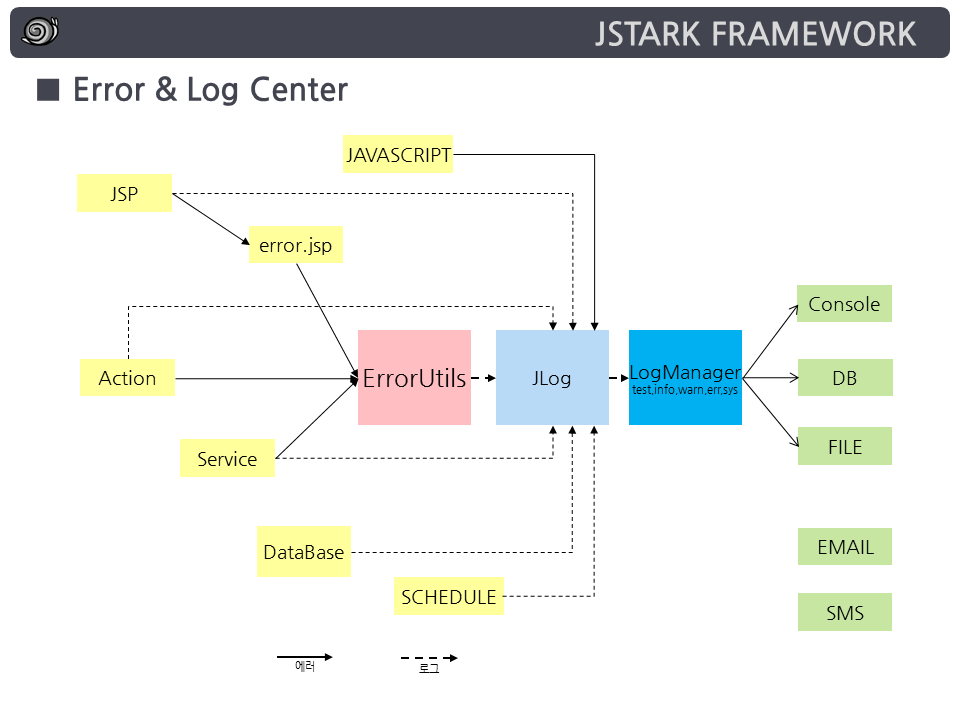 JSTARK FRAMEWORK
■ Error & Log Center
JAVASCRIPT
JSP
error.jsp
Console
Action
ErrorUtils
JLog
LogManager
test,info,warn,err,sys
DB
Service
FILE
DataBase
EMAIL
SCHEDULE
SMS
에러
로그